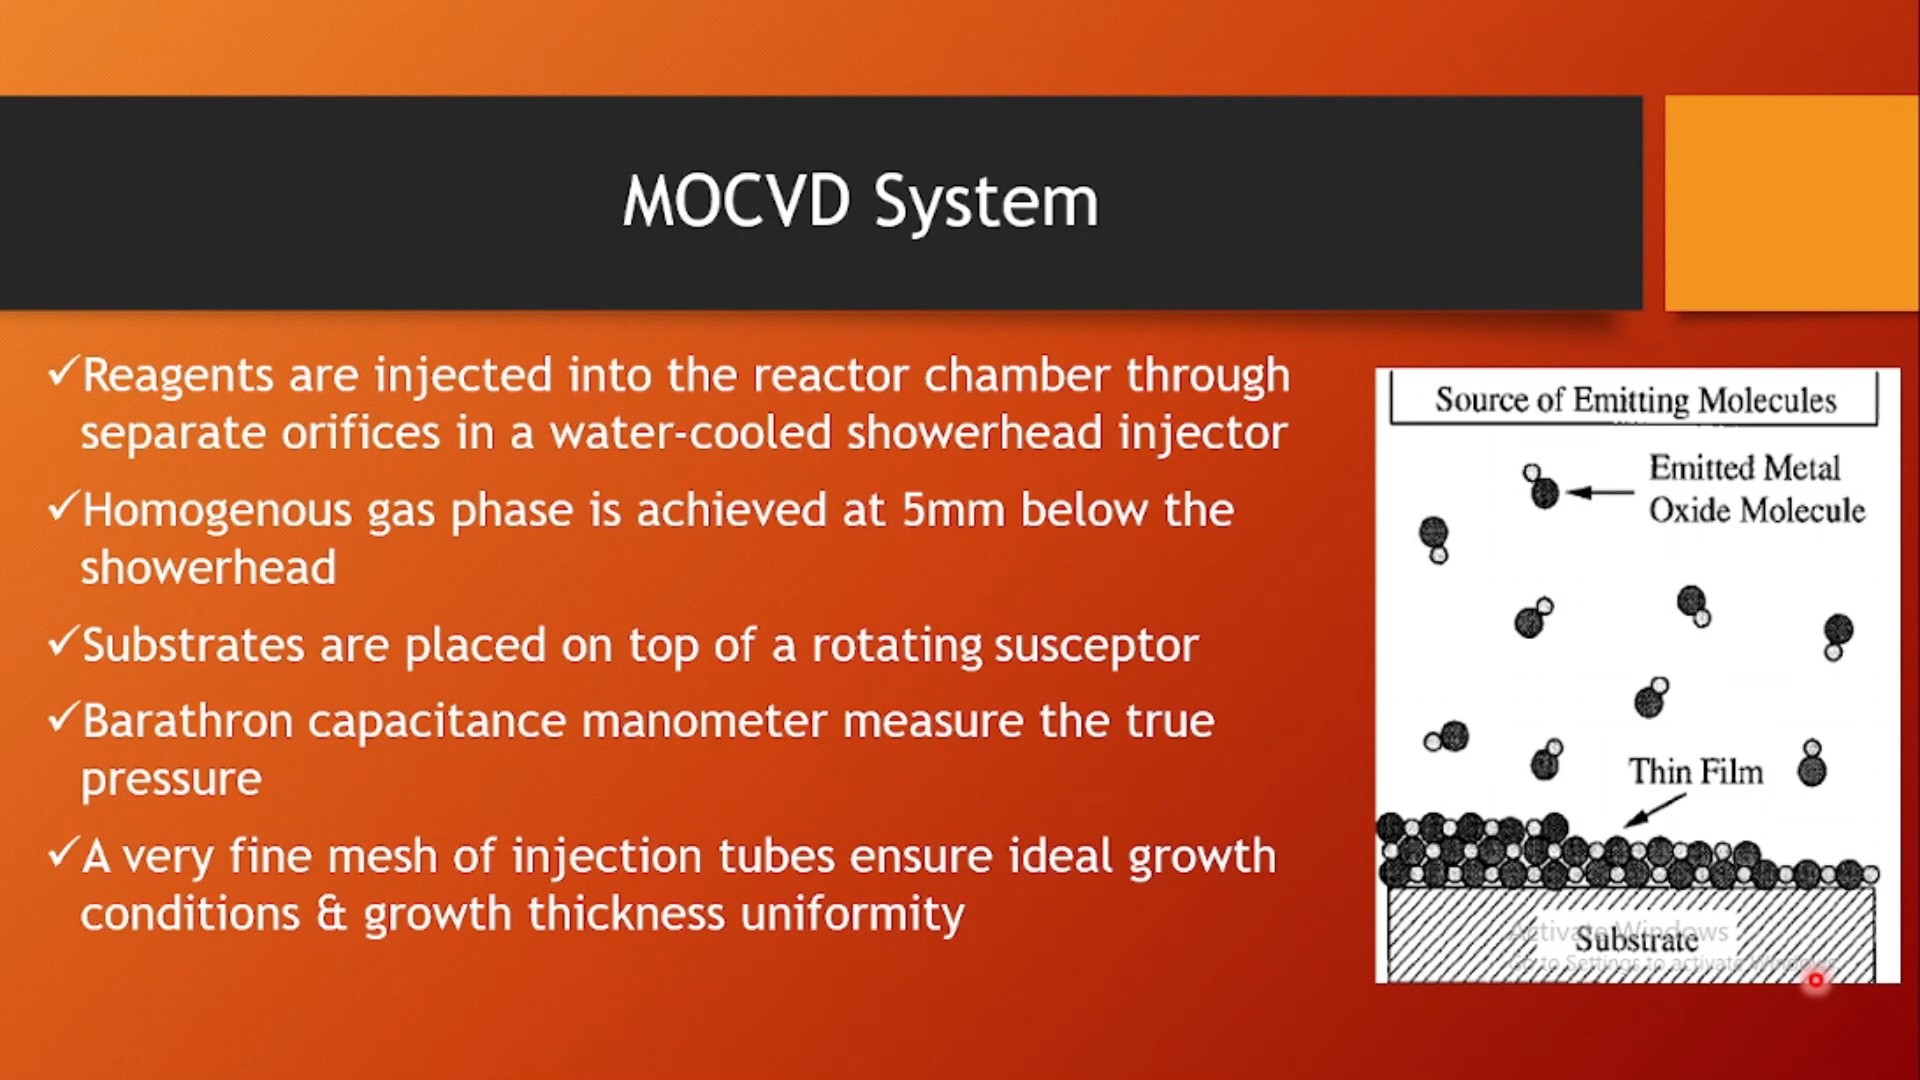 MOCVD System
✓Reagents are injected into the reactor chamber through
separate orifices in a water-cooled showerhead injector
✓Homogenous gas phase is achieved at 5mm below the
showerhead
✓Substrates are placed on top of a rotating susceptor
✓Barathron capacitance manometer measure the true
pressure
✓A very fine mesh of injection tubes ensure ideal growth
conditions & growth thickness uniformity
Source of Emitting Molecules
Emitted Metal
Oxide Molecule
Thin Film
Activate Windows
Substrate
Go to Settings to activate Windows.